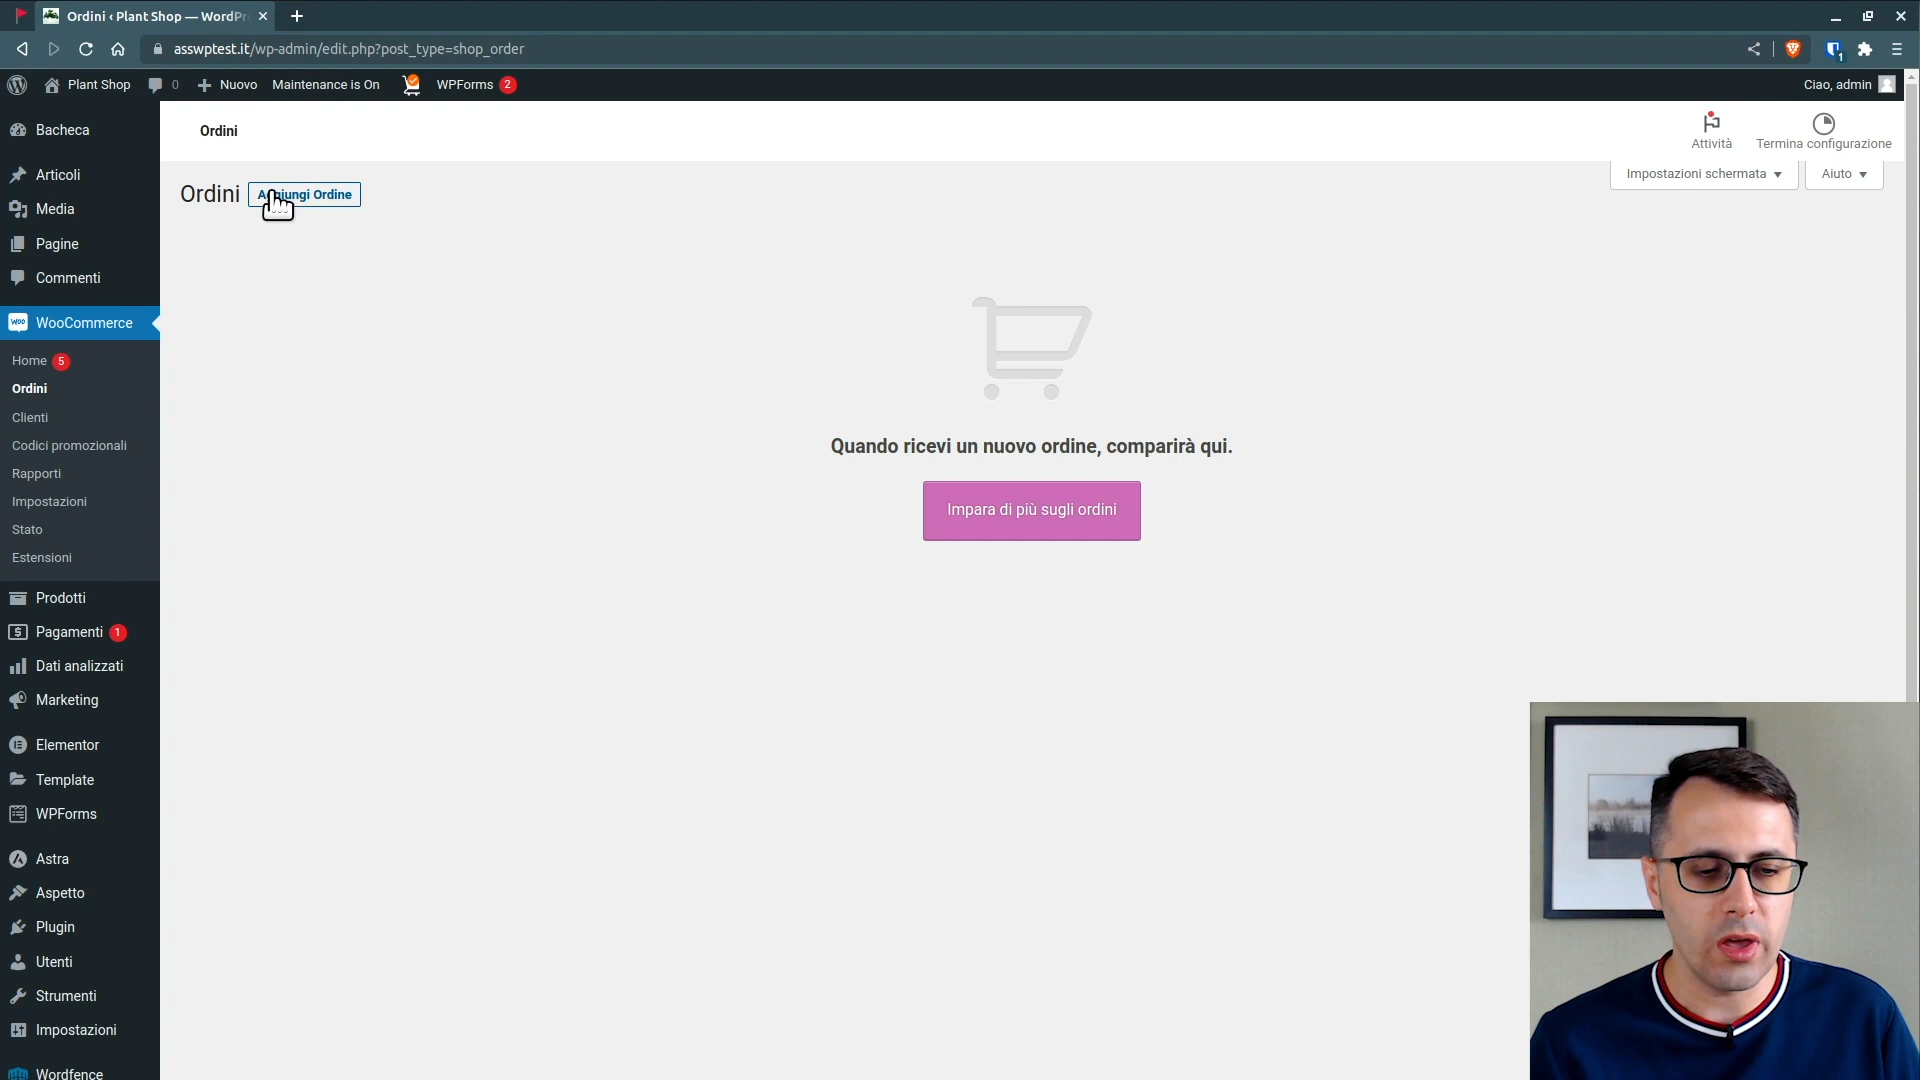 Ordini ‹ Plant Shop — WordPr
asswptest.it/wp-admin/edit.php?post_type=shop_order
1
Plant Shop
0
Nuovo
Maintenance is On
WPForms 2
Ciao, admin
Bacheca
Articoli
Media
Pagine
Commenti
WooCommerce
Home 5
Ordini
Clienti
Codici promozionali
Rapporti
Impostazioni
Stato
Estensioni
Prodotti
Pagamenti 1
Dati analizzati
Marketing
Elementor
Template
WPForms
Astra
Aspetto
Plugin
Utenti
Strumenti
Impostazioni
Wordfence
Ordini
Attività
Termina configurazione
Impostazioni schermata
Aiuto
Ordini
Aggiungi Ordine
Quando ricevi un nuovo ordine, comparirà qui.
Impara di più sugli ordini